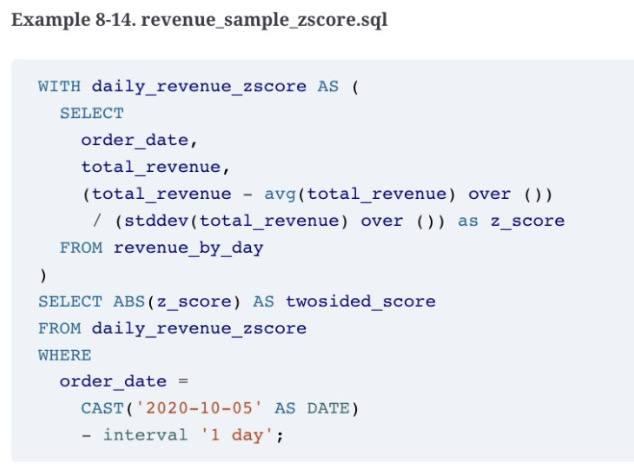 Example 8-14. revenue_sample_zscore.sql
WITH daily_revenue_zscore AS (
  SELECT
    order_date,
    total_revenue,
    (total_revenue - avg(total_revenue) over ())
     / (stddev(total_revenue) over ()) as z_score
  FROM revenue_by_day
)
SELECT ABS(z_score) AS twosided_score
FROM daily_revenue_zscore
WHERE
  order_date =
    CAST('2020-10-05' AS DATE)
    - interval '1 day';